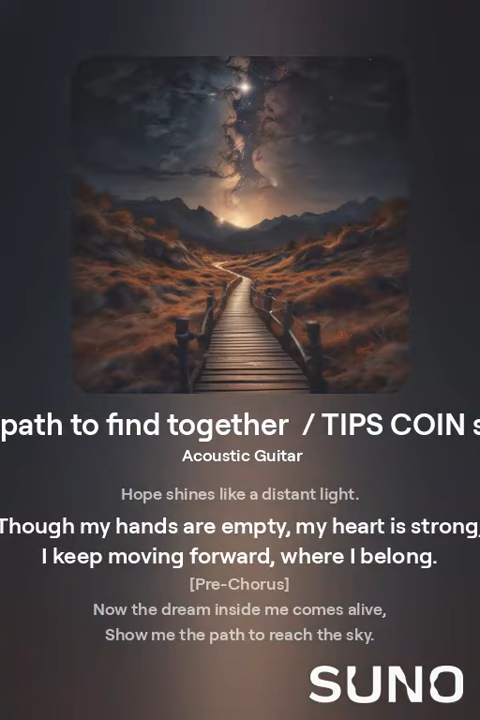 path to find together / TIPS COIN s
Acoustic Guitar
Hope shines like a distant light.
Though my hands are empty, my heart is strong,
I keep moving forward, where I belong.
[Pre-Chorus]
Now the dream inside me comes alive,
Show me the path to reach the sky.
SUNO